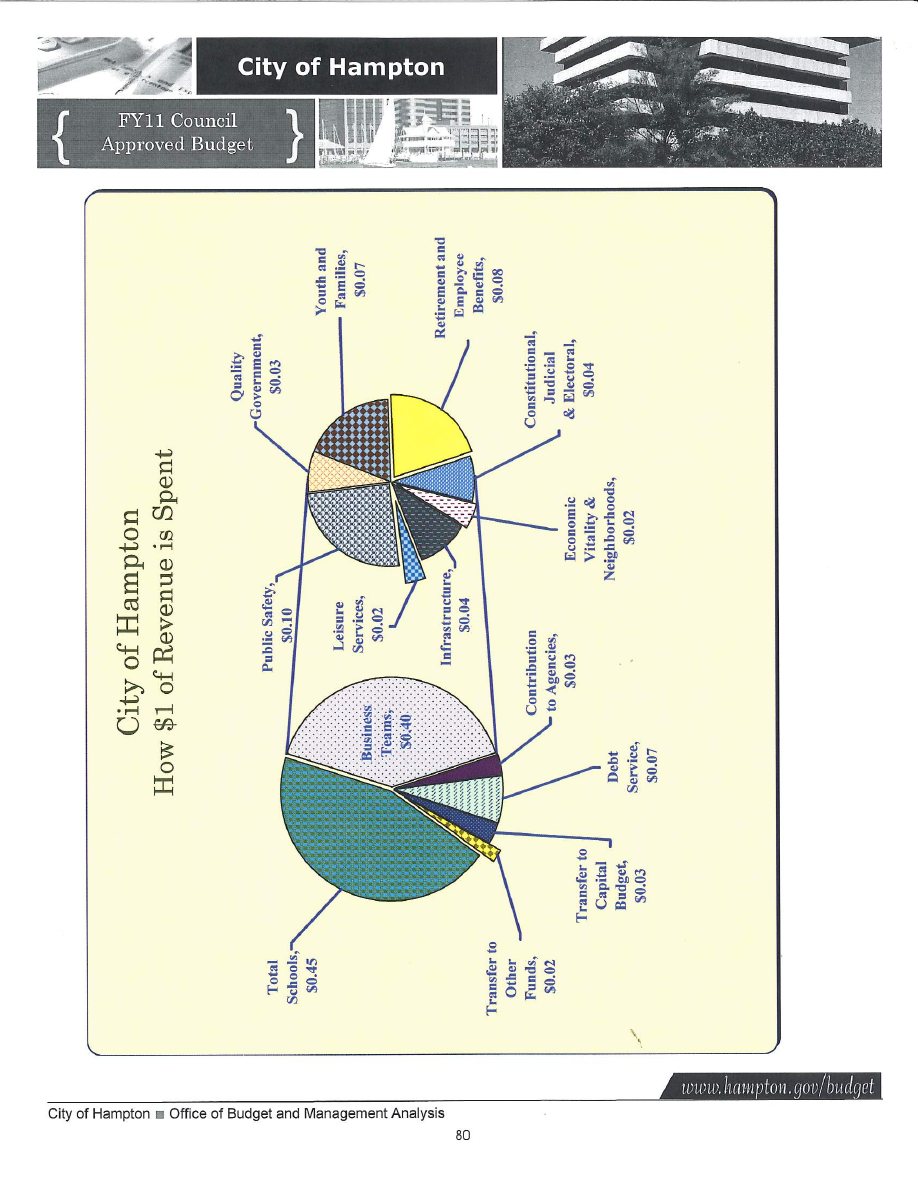 City of Hampton
FY11 Council
Approved Budget
City of Hampton
How $1 of Revenue is Spent
Total
Schools,
$0.45
Public Safety,
$0.10
Quality
Government,
$0.03
Youth and
Families,
$0.07
Leisure
Services,
$0.02
Business
Teams,
$0.40
Infrastructure,
$0.04
Retirement and
Employee
Benefits,
$0.08
Constitutional,
Judicial
& Electoral,
$0.04
Economic
Vitality &
Neighborhoods,
$0.02
Contribution
to Agencies,
$0.03
Debt
Service,
$0.07
Transfer to
Capital
Budget,
$0.03
Transfer to
Other
Funds,
$0.02
www.hampton.gov/budget
City of Hampton ■ Office of Budget and Management Analysis
80